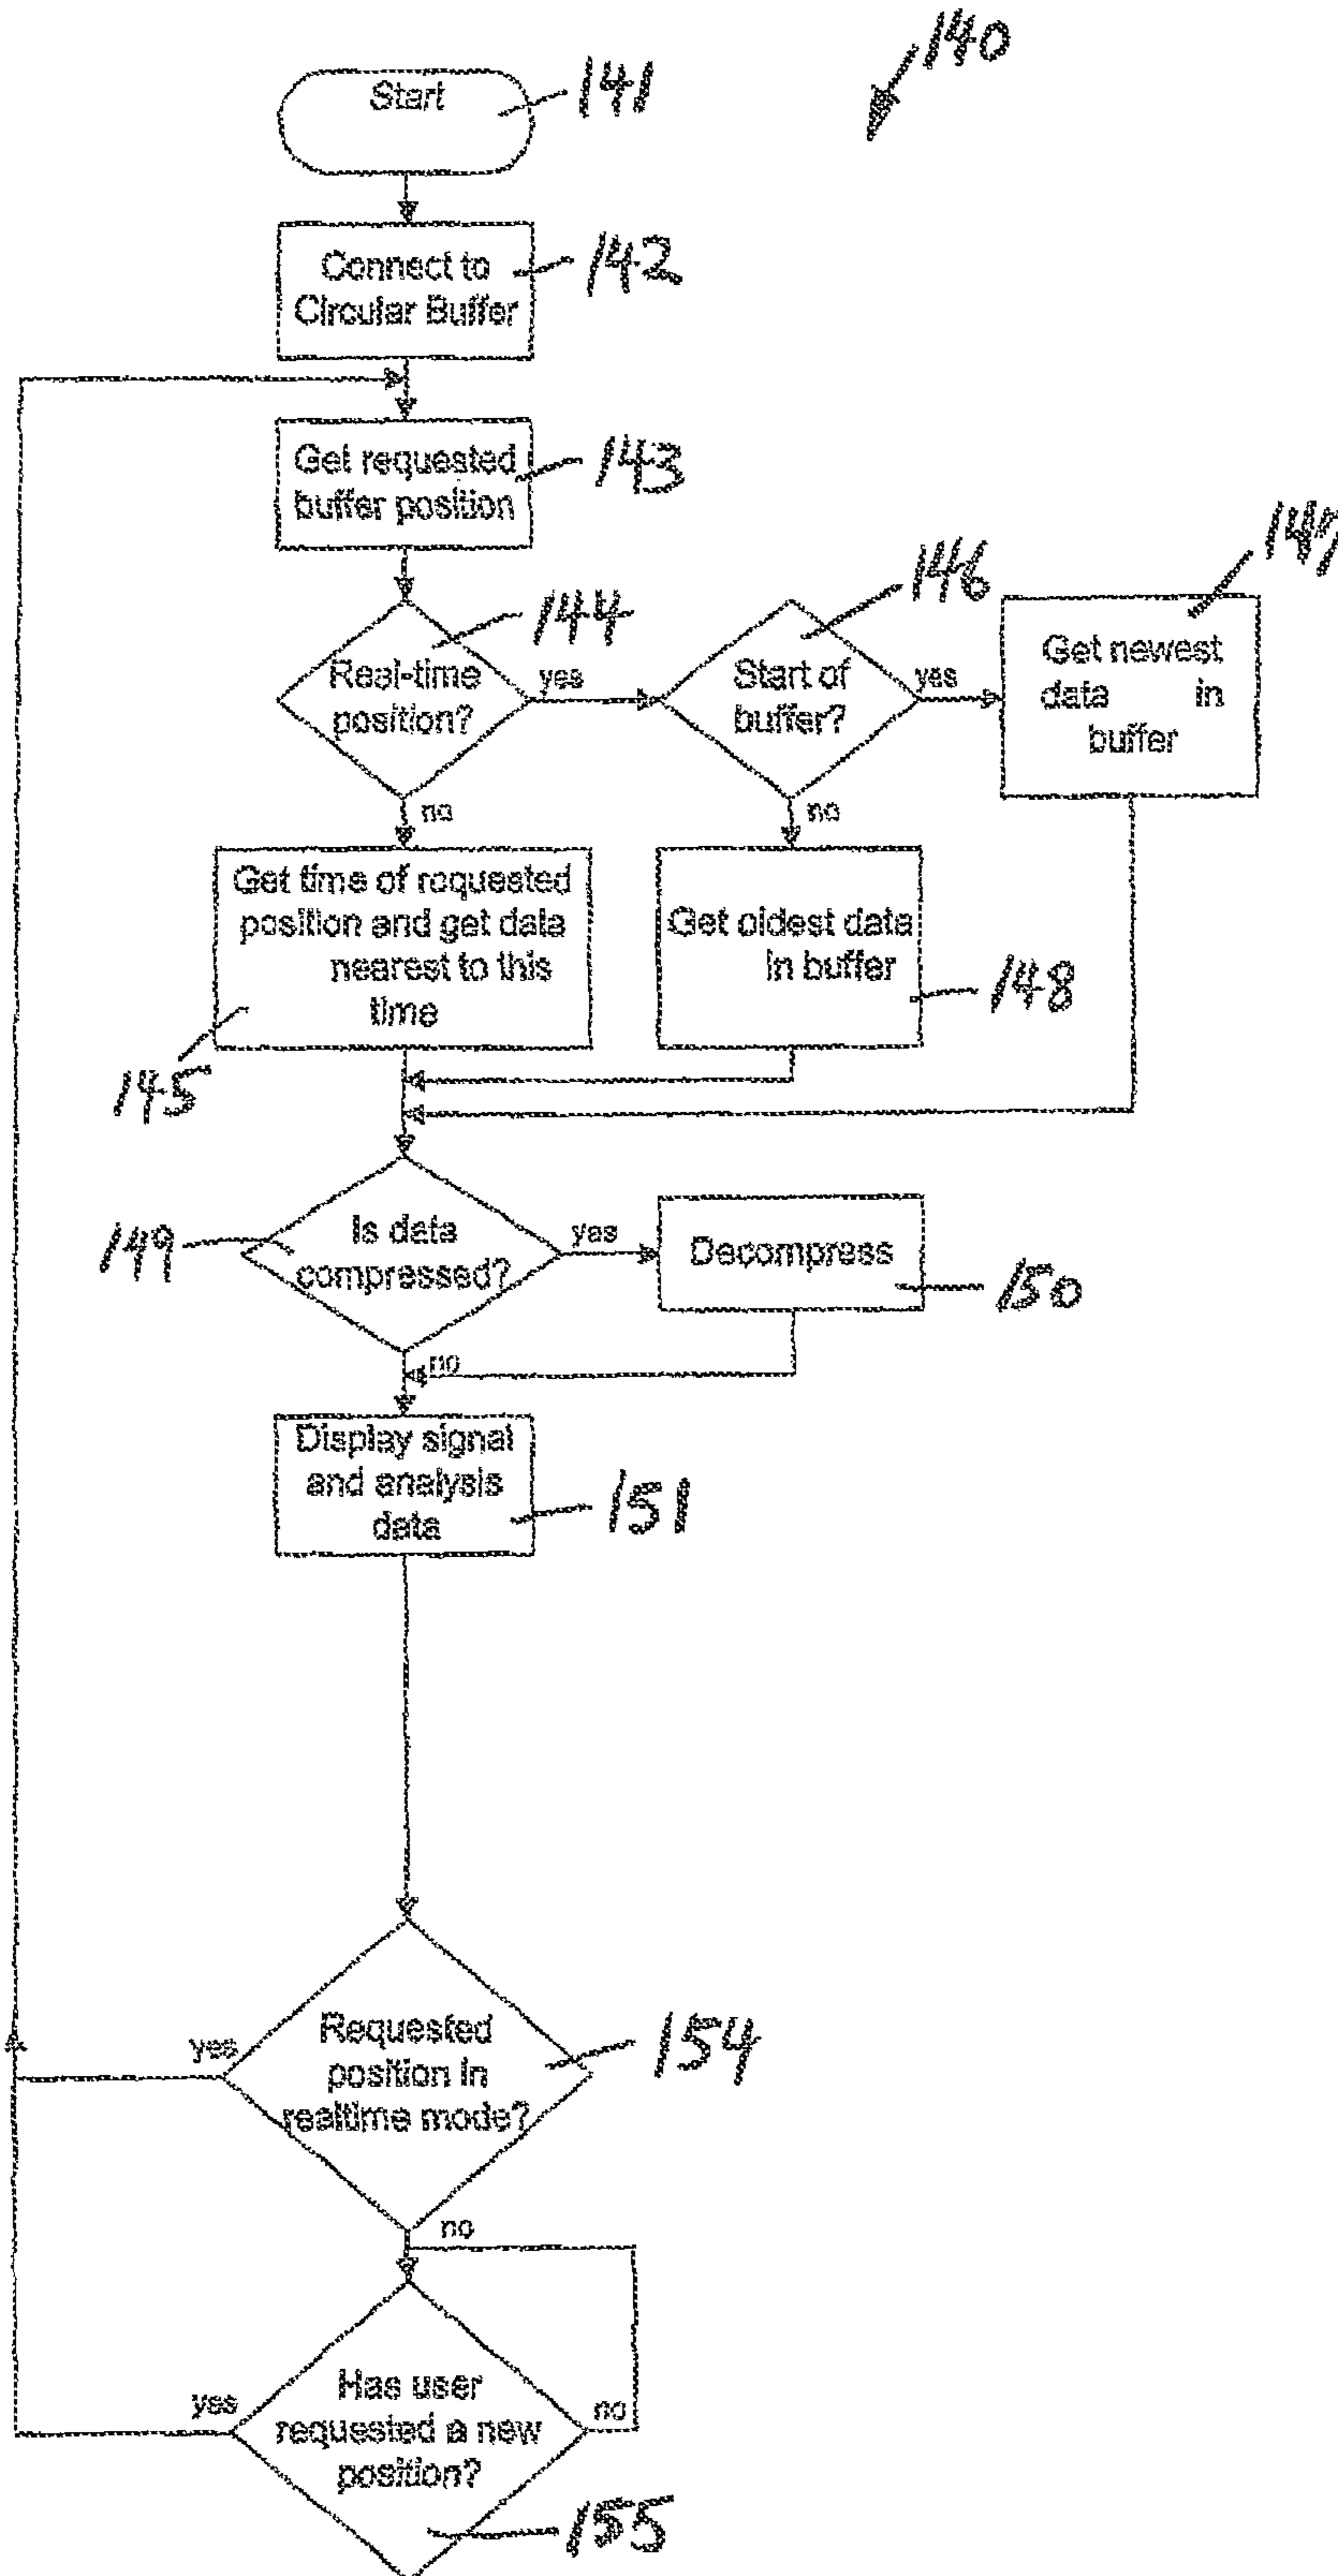 140
Start
141
Connect to
Circular Buffer
142
Get requested
buffer position
143
Real-time
position?
144
yes
no
Start of
buffer?
146
yes
no
Get newest
data in
buffer
147
Get time of requested
position and get data
nearest to this
time
145
Get oldest data
in buffer
148
Is data
compressed?
149
yes
no
Decompress
150
Display signal
and analysis
data
151
Requested
position in
realtime mode?
154
yes
no
Has user
requested a new
position?
155
yes
no